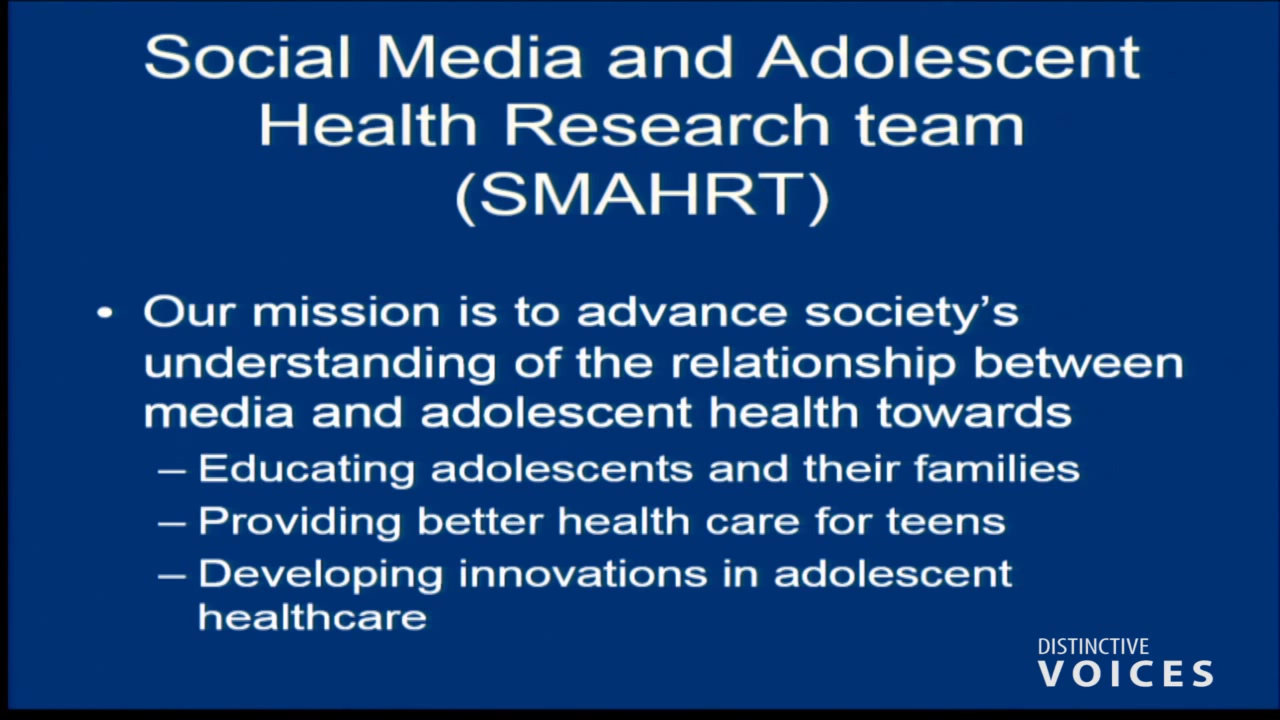 Social Media and Adolescent
Health Research team
(SMAHRT)
• Our mission is to advance society's
understanding of the relationship between
media and adolescent health towards
– Educating adolescents and their families
– Providing better health care for teens
– Developing innovations in adolescent
healthcare
DISTINCTIVE
VOICES